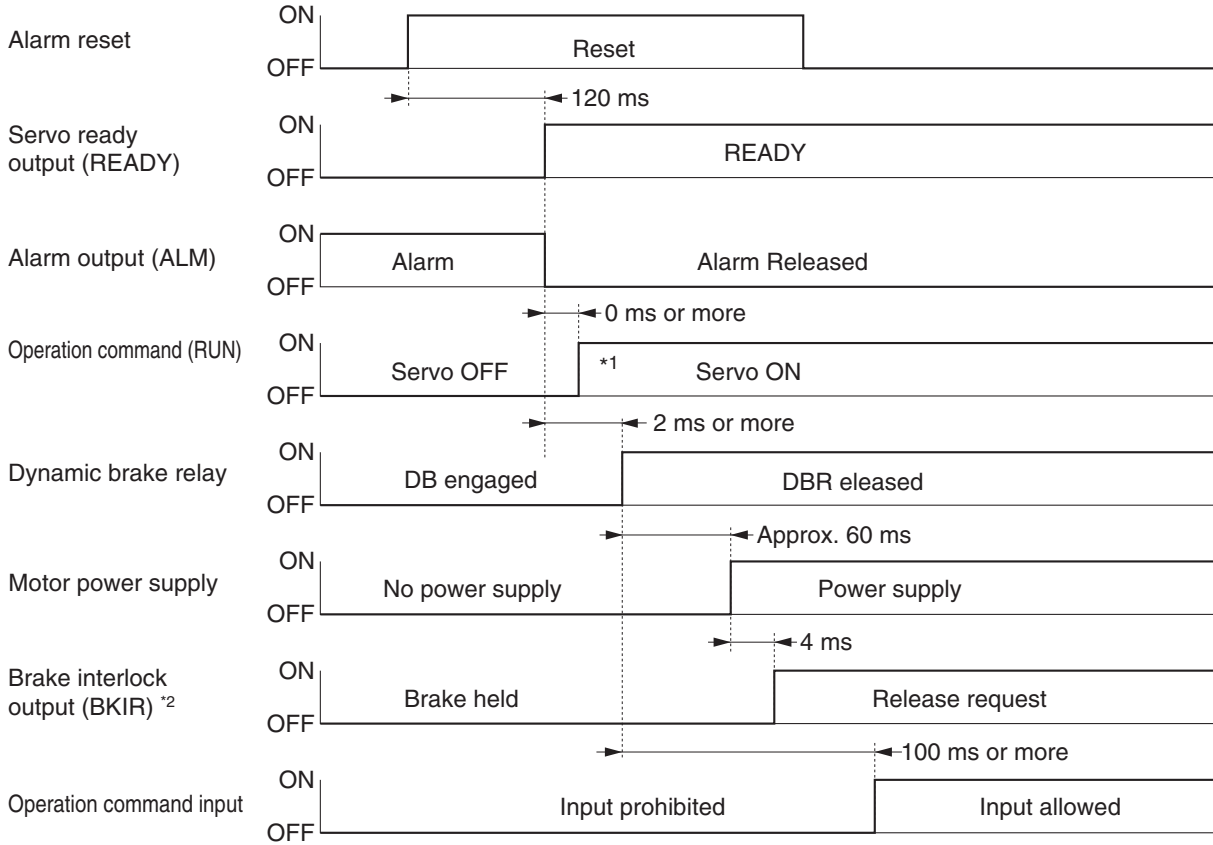 Alarm reset
ON
OFF
Reset
120 ms
Servo ready
output (READY)
ON
OFF
READY
Alarm output (ALM)
ON
OFF
Alarm
Alarm Released
0 ms or more
Operation command (RUN)
ON
OFF
Servo OFF
*1
Servo ON
2 ms or more
Dynamic brake relay
ON
OFF
DB engaged
DBR eleased
Approx. 60 ms
Motor power supply
ON
OFF
No power supply
Power supply
4 ms
Brake interlock
output (BKIR) *2
ON
OFF
Brake held
Release request
100 ms or more
Operation command input
ON
OFF
Input prohibited
Input allowed